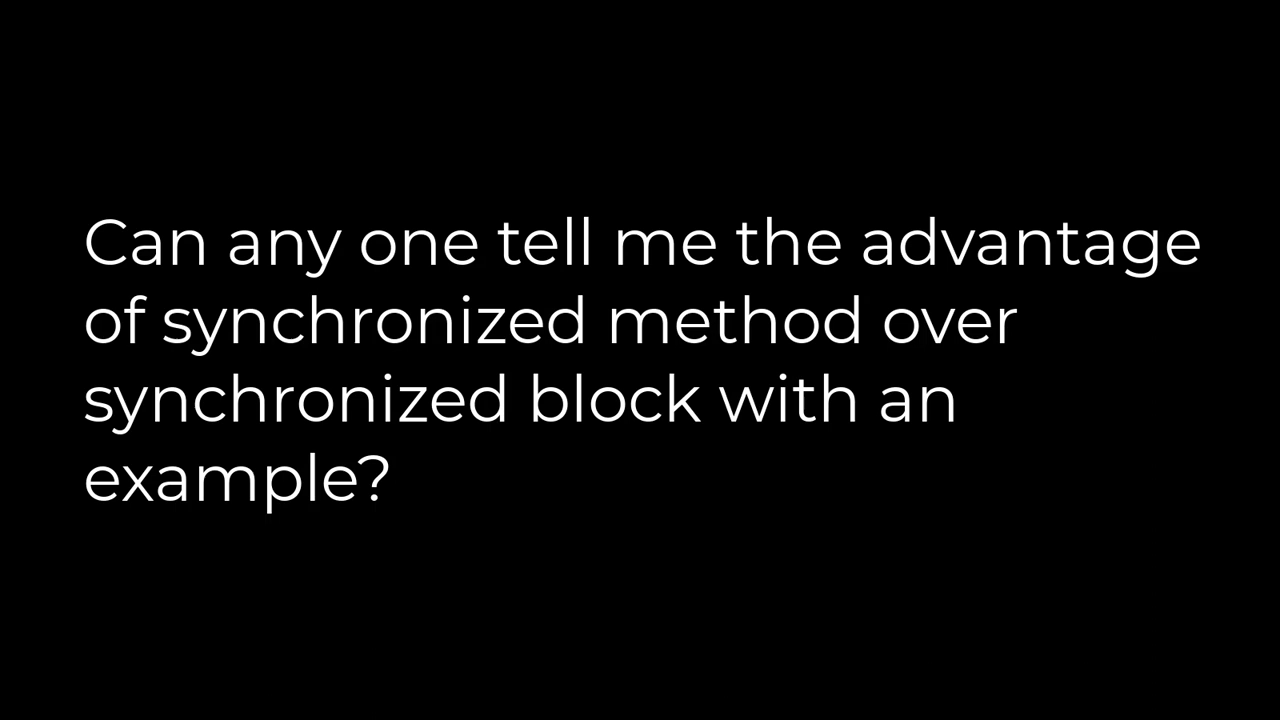 Can any one tell me the advantage
of synchronized method over
synchronized block with an
example?